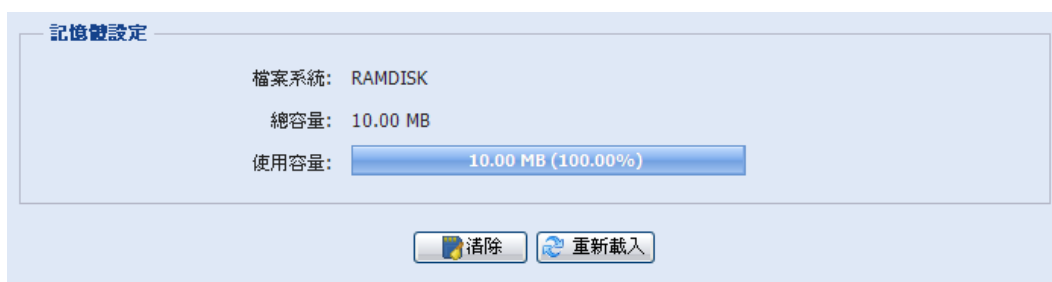 記憶體設定
檔案系統: RAMDISK
總容量: 10.00 MB
使用容量: 10.00 MB (100.00%)
清除 重新載入